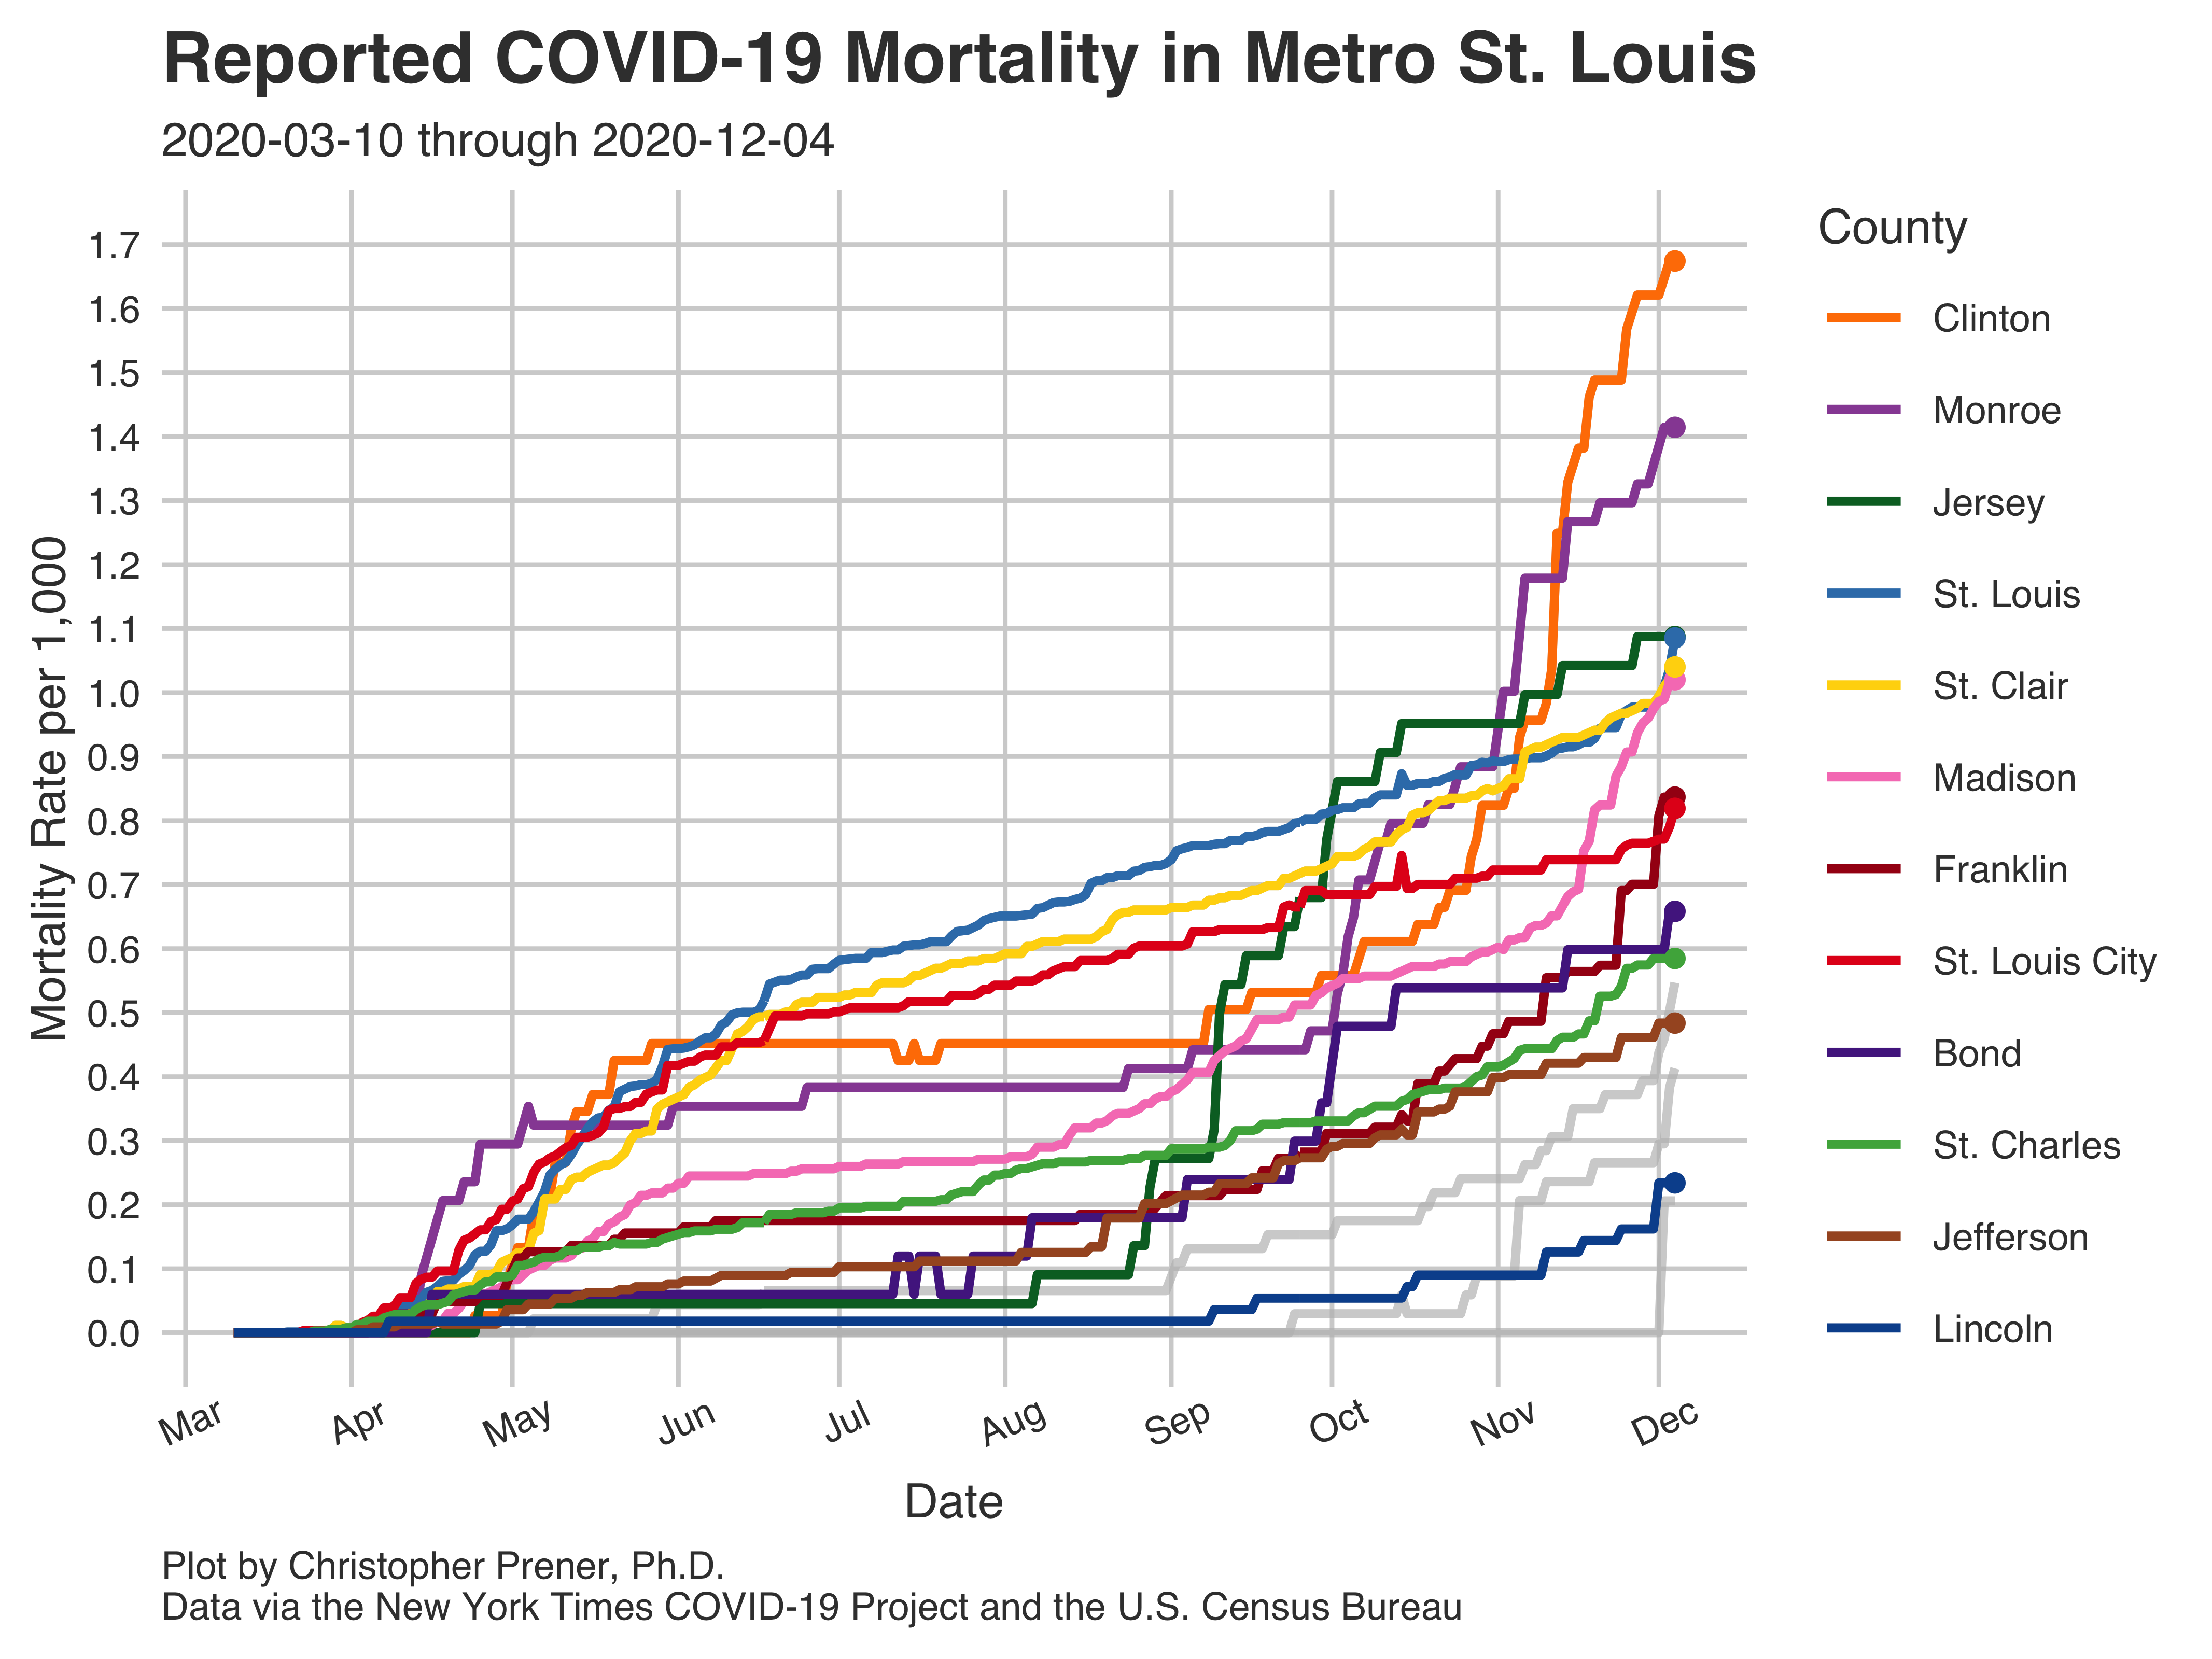 Reported COVID-19 Mortality in Metro St. Louis
2020-03-10 through 2020-12-04
Mortality Rate per 1,000
1.7
1.6
1.5
1.4
1.3
1.2
1.1
1.0
0.9
0.8
0.7
0.6
0.5
0.4
0.3
0.2
0.1
0.0
Mar
Apr
May
Jun
Jul
Aug
Sep
Oct
Nov
Dec
Date
County
Clinton
Monroe
Jersey
St. Louis
St. Clair
Madison
Franklin
St. Louis City
Bond
St. Charles
Jefferson
Lincoln
Plot by Christopher Prener, Ph.D.
Data via the New York Times COVID-19 Project and the U.S. Census Bureau